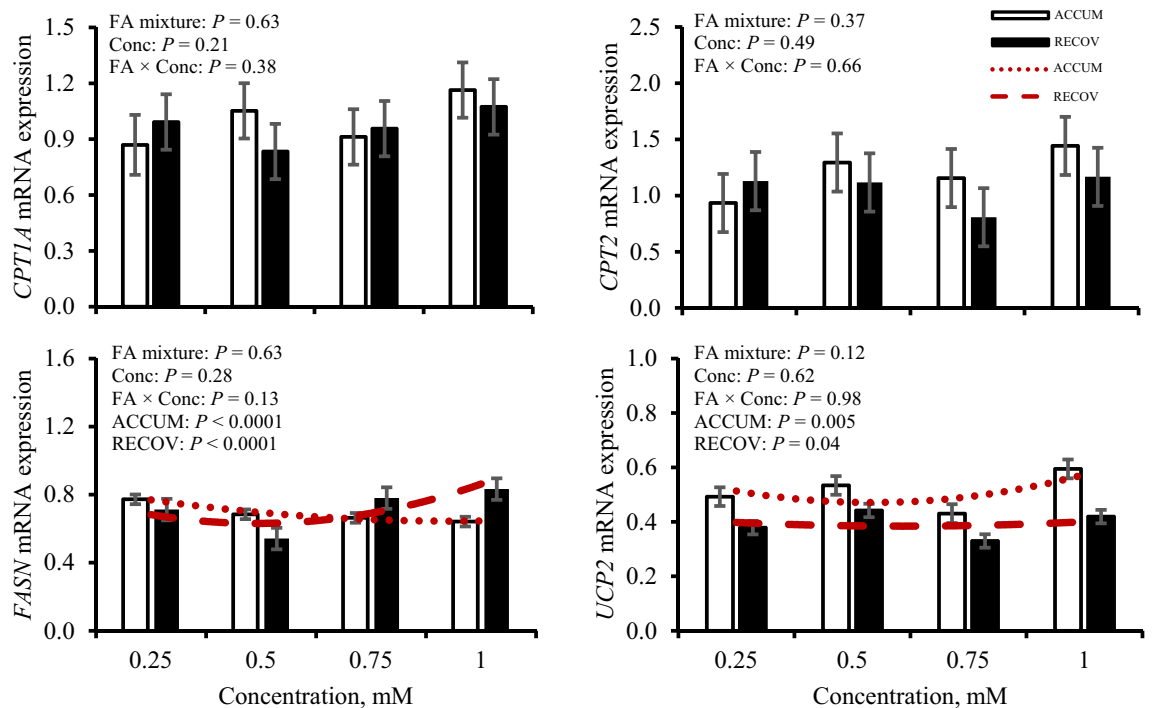 FA mixture: P = 0.63
Conc: P = 0.21
FA × Conc: P = 0.38
CPT1A mRNA expression
1.5
1.2
0.9
0.6
0.3
0.0
FA mixture: P = 0.37
Conc: P = 0.49
FA × Conc: P = 0.66
ACCUM
RECOV
ACCUM
RECOV
CPT2 mRNA expression
2.5
2.0
1.5
1.0
0.5
0.0
FA mixture: P = 0.63
Conc: P = 0.28
FA × Conc: P = 0.13
ACCUM: P < 0.0001
RECOV: P < 0.0001
FASN mRNA expression
1.6
1.2
0.8
0.4
0.0
0.25 0.5 0.75 1
Concentration, mM
FA mixture: P = 0.12
Conc: P = 0.62
FA × Conc: P = 0.98
ACCUM: P = 0.005
RECOV: P = 0.04
UCP2 mRNA expression
1.0
0.8
0.6
0.4
0.2
0.0
0.25 0.5 0.75 1
Concentration, mM